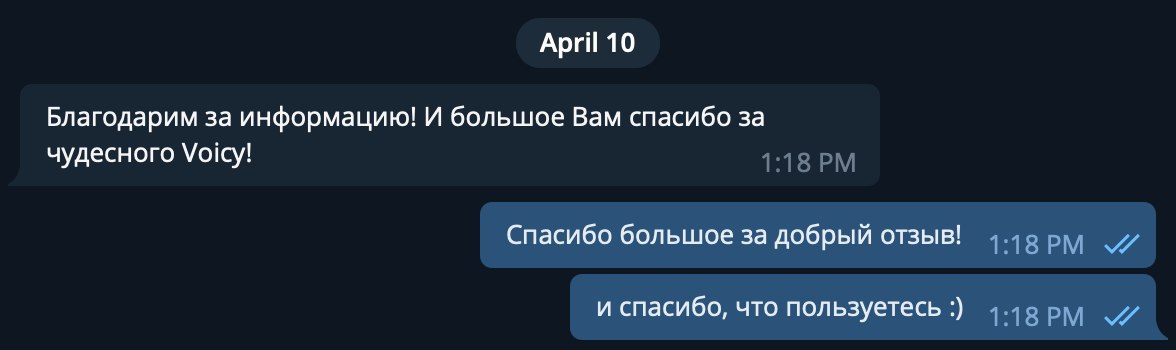 April 10
Благодарим за информацию! И большое Вам спасибо за
чудесного Voicy!
1:18 PM
Спасибо большое за добрый отзыв!
1:18 PM
и спасибо, что пользуетесь :)
1:18 PM